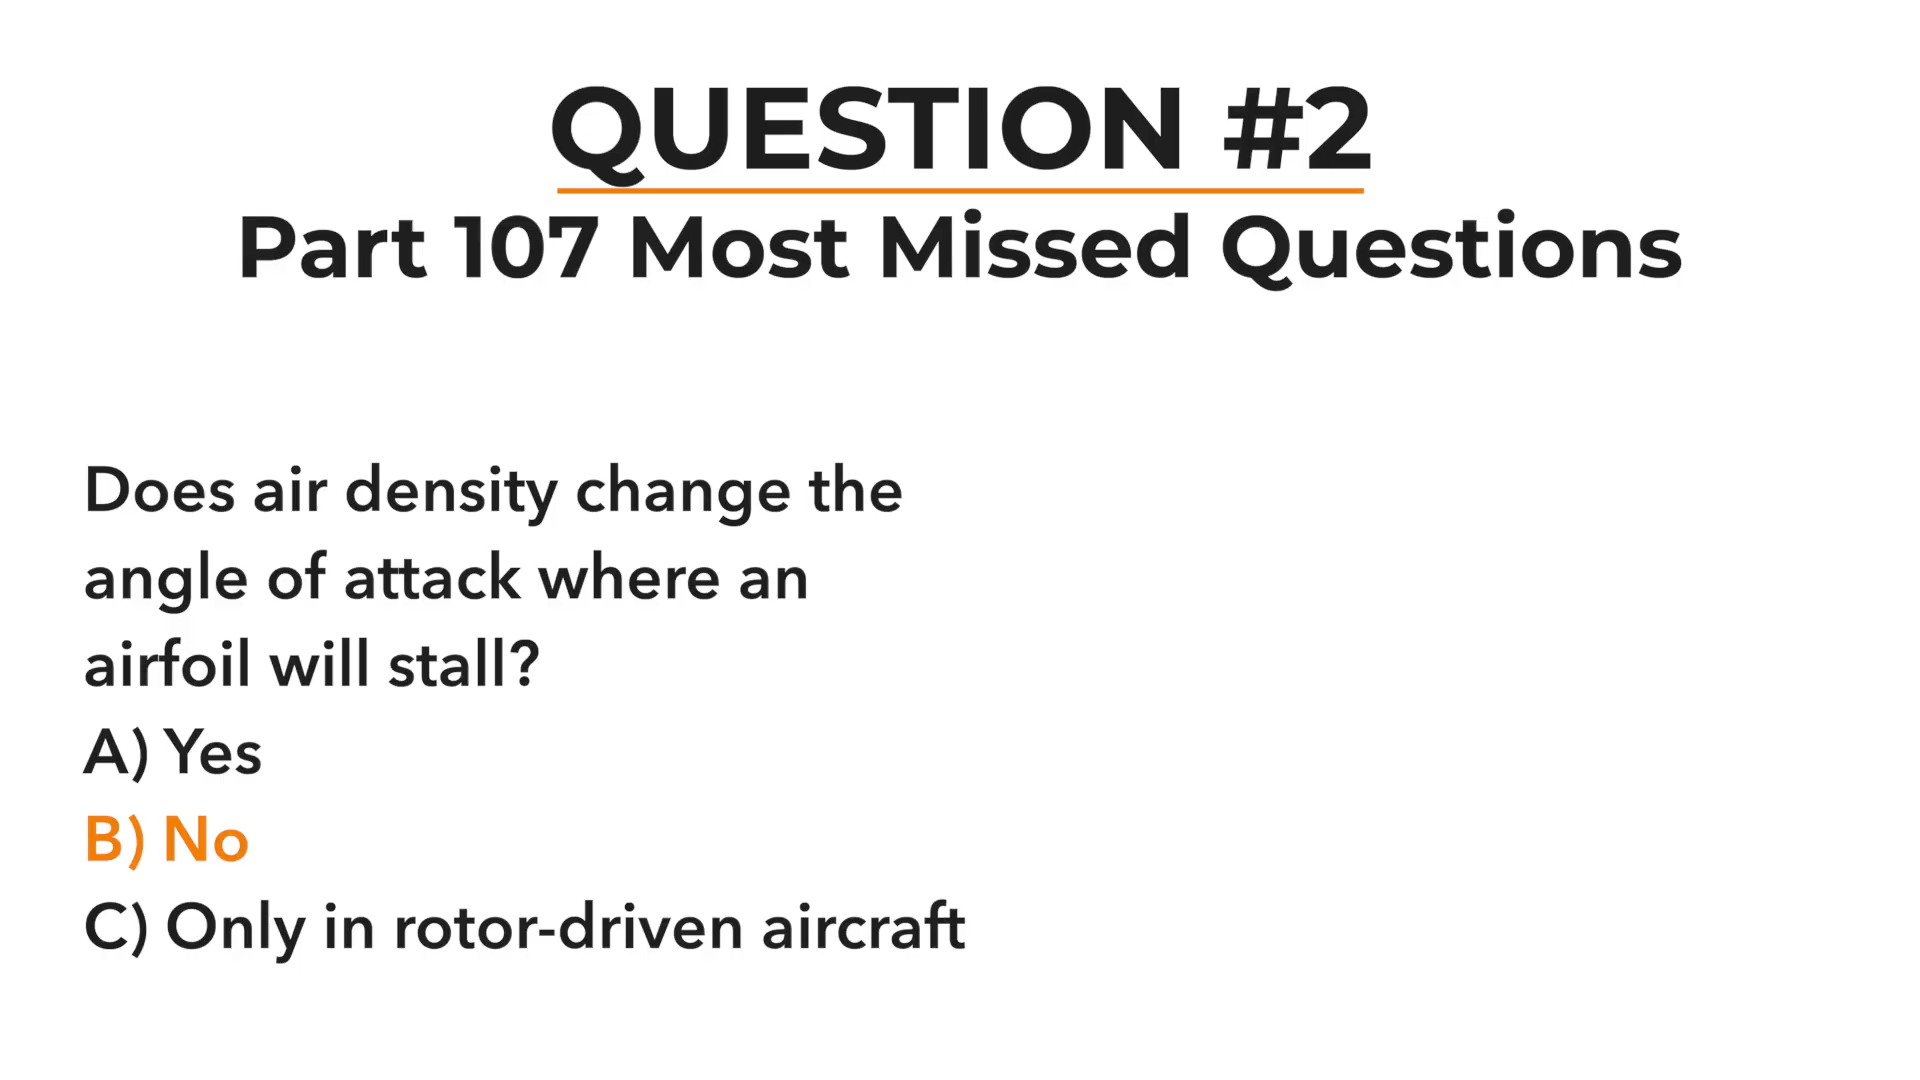 QUESTION #2
Part 107 Most Missed Questions
Does air density change the
angle of attack where an
airfoil will stall?
A) Yes
B) No
C) Only in rotor-driven aircraft